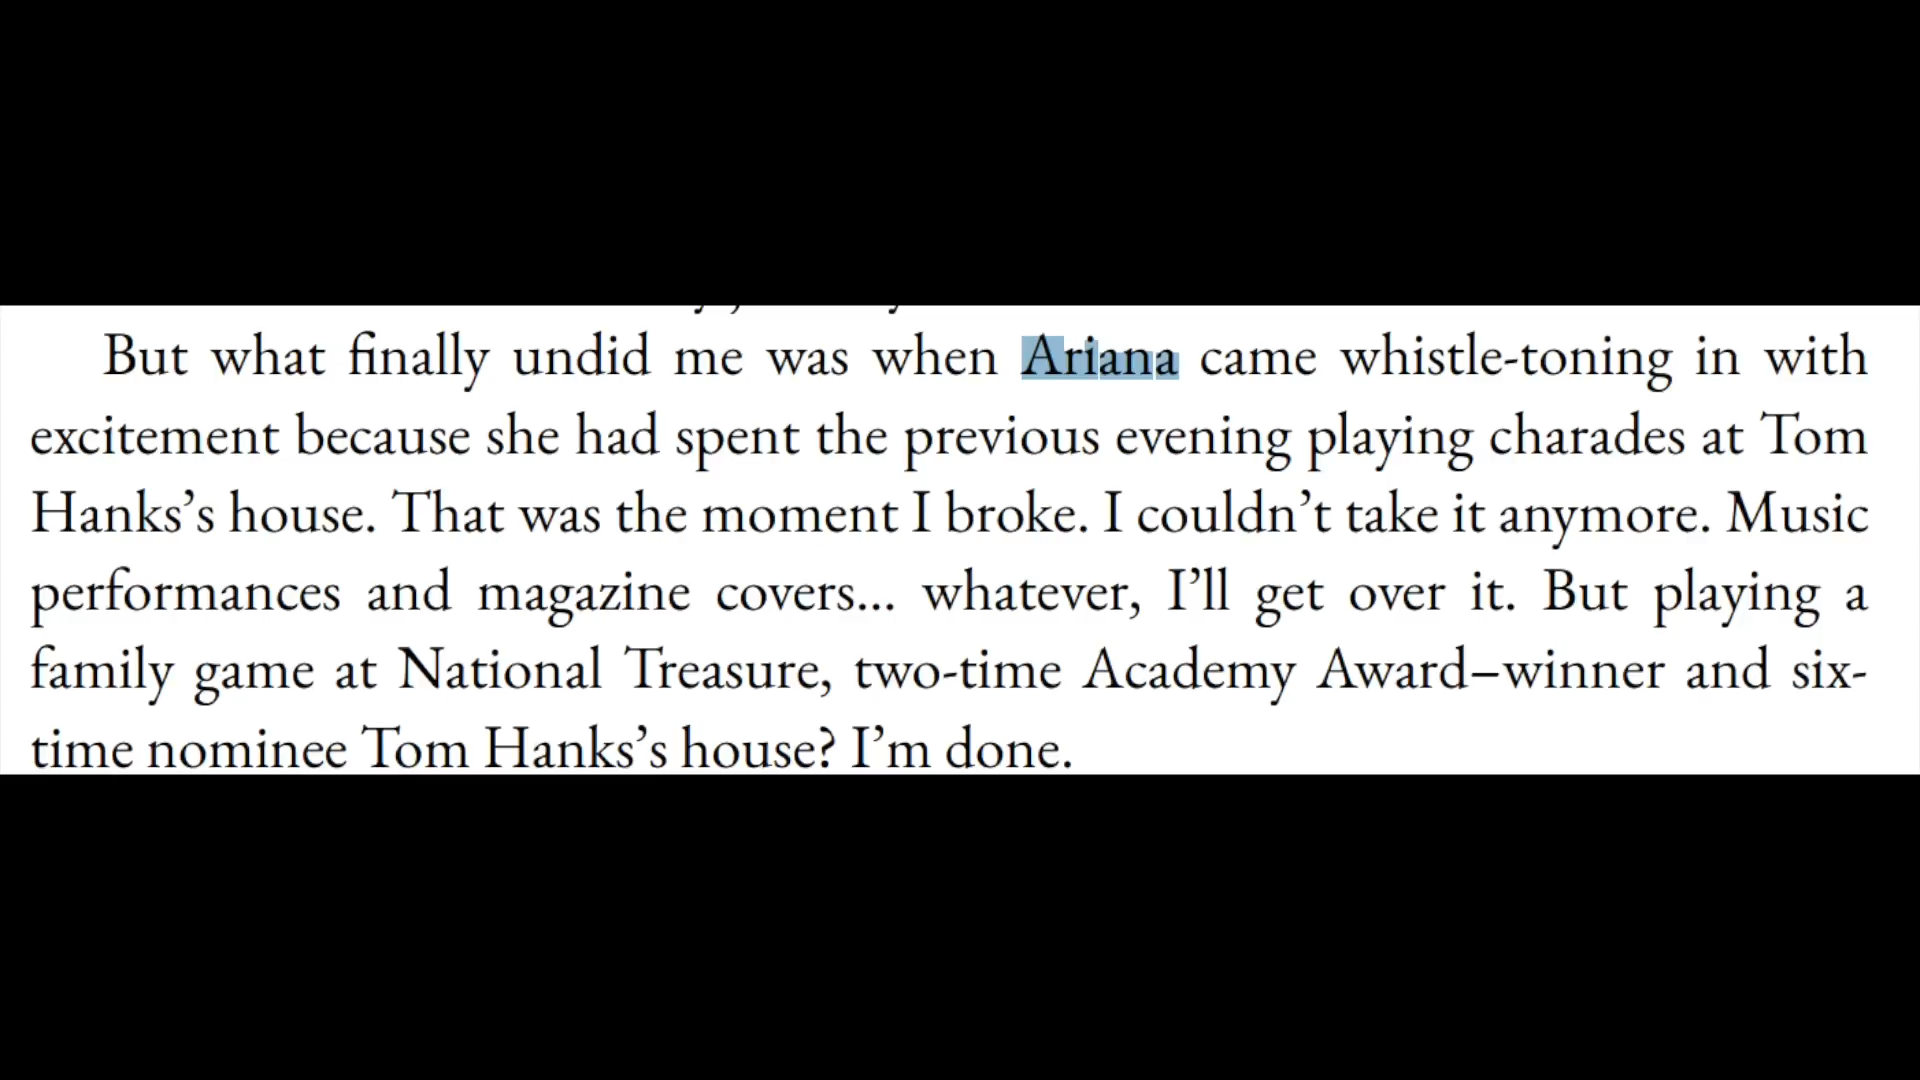 But what finally undid me was when Ariana came whistle-toning in with
excitement because she had spent the previous evening playing charades at Tom
Hanks’s house. That was the moment I broke. I couldn’t take it anymore. Music
performances and magazine covers... whatever, I’ll get over it. But playing a
family game at National Treasure, two-time Academy Award–winner and six-
time nominee Tom Hanks’s house? I’m done.